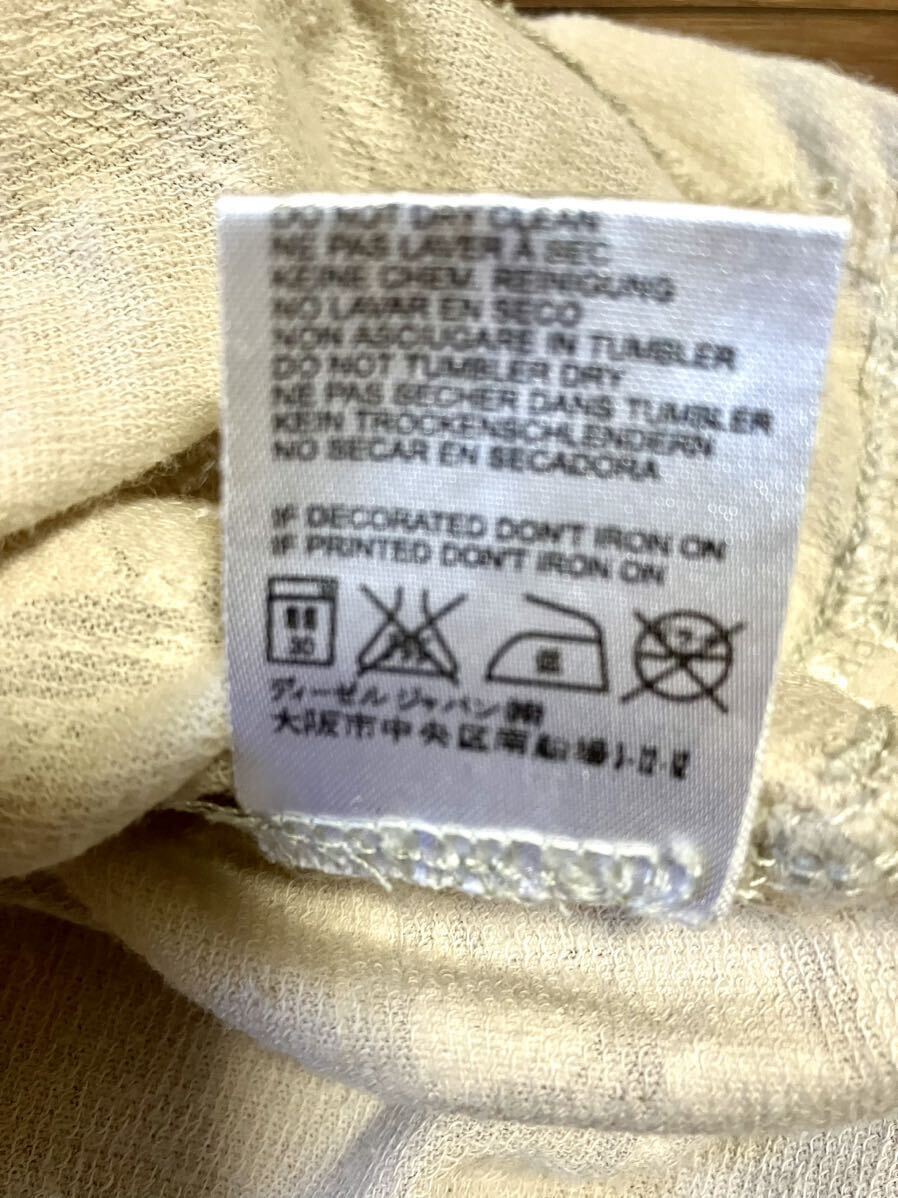 DO NOT DRY CLEAN
NE PAS LAVER À SEC
KEINE CHEM. REINIGUNG
NO LAVAR EN SECO
NON ASCIUGARE IN TUMBLER
DO NOT TUMBLER DRY
NE PAS SECHER DANS TUMBLER
KEIN TROCKENSCHLENDERN
NO SECAR EN SECADORA
IF DECORATED DON'T IRON ON
IF PRINTED DON'T IRON ON
30
低
ディーゼル ジャパン㈱
大阪市中央区南船場